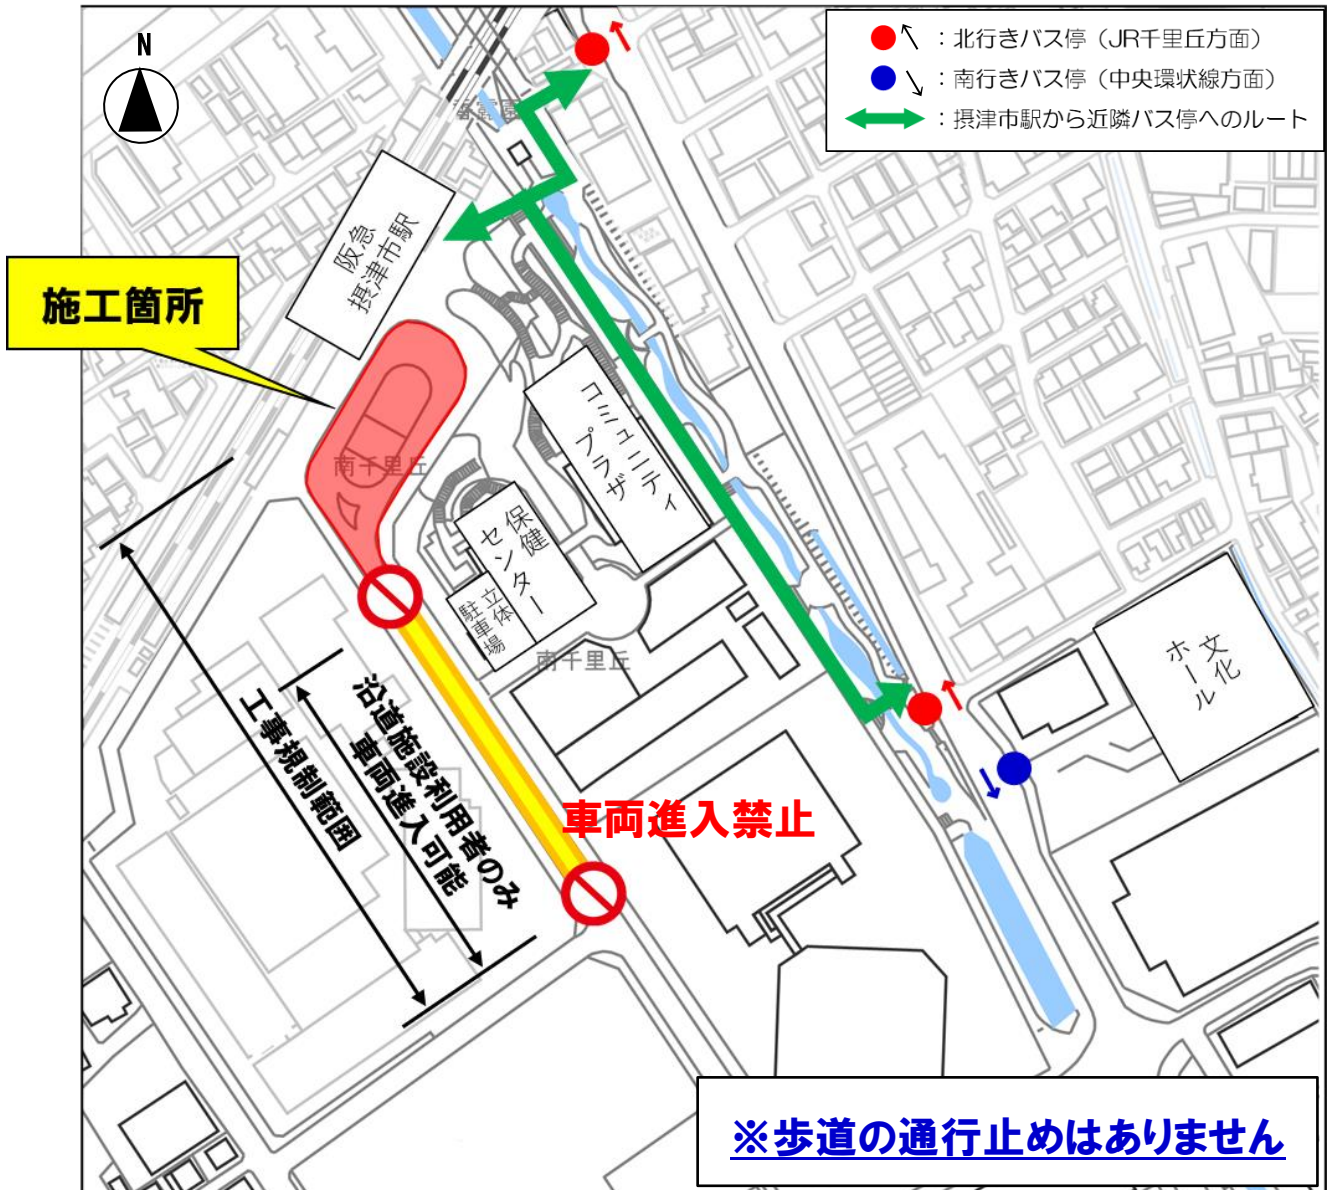 N
：北行きバス停（JR千里丘方面）
：南行きバス停（中央環状線方面）
：摂津市駅から近隣バス停へのルート
香露園
阪急
摂津市駅
施工箇所
コミュニティ
プラザ
南千里丘
保健
センター
立体
駐車場
南千里丘
文化
ホール
沿道施設利用者のみ
車両進入可能
工事規制範囲
車両進入禁止
※歩道の通行止めはありません